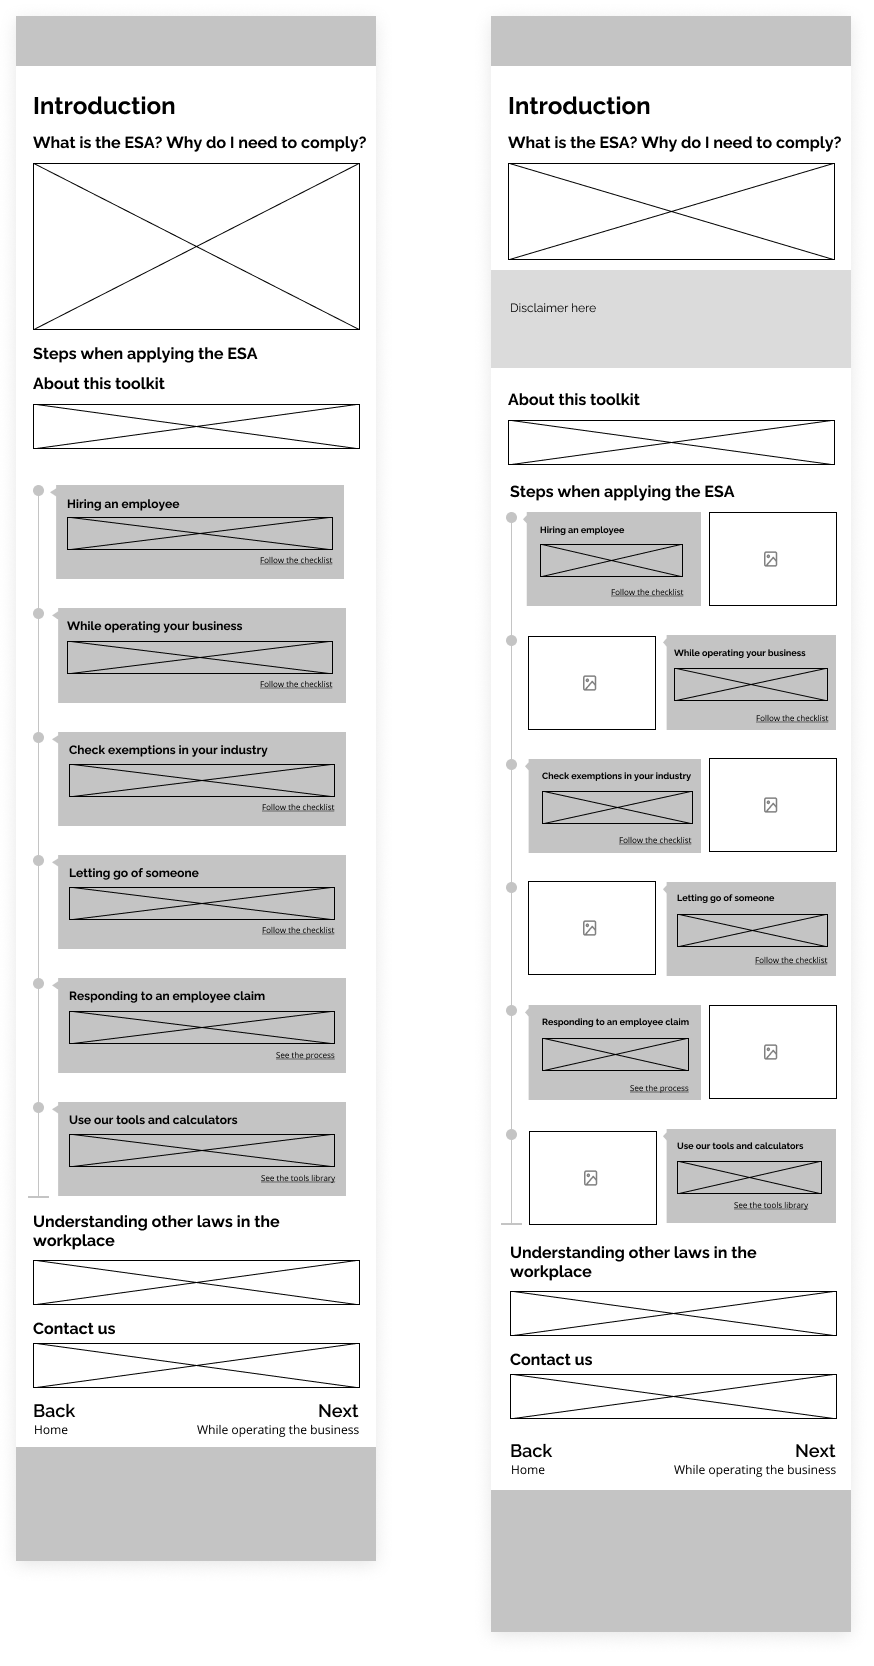 Introduction
What is the ESA? Why do I need to comply?
Steps when applying the ESA
About this toolkit
Hiring an employee
Follow the checklist
While operating your business
Follow the checklist
Check exemptions in your industry
Follow the checklist
Letting go of someone
Follow the checklist
Responding to an employee claim
See the process
Use our tools and calculators
See the tools library
Understanding other laws in the
workplace
Contact us
Back Next
Home While operating the business
Introduction
What is the ESA? Why do I need to comply?
Disclaimer here
About this toolkit
Steps when applying the ESA
Hiring an employee
Follow the checklist
While operating your business
Follow the checklist
Check exemptions in your industry
Follow the checklist
Letting go of someone
Follow the checklist
Responding to an employee claim
See the process
Use our tools and calculators
See the tools library
Understanding other laws in the
workplace
Contact us
Back Next
Home While operating the business